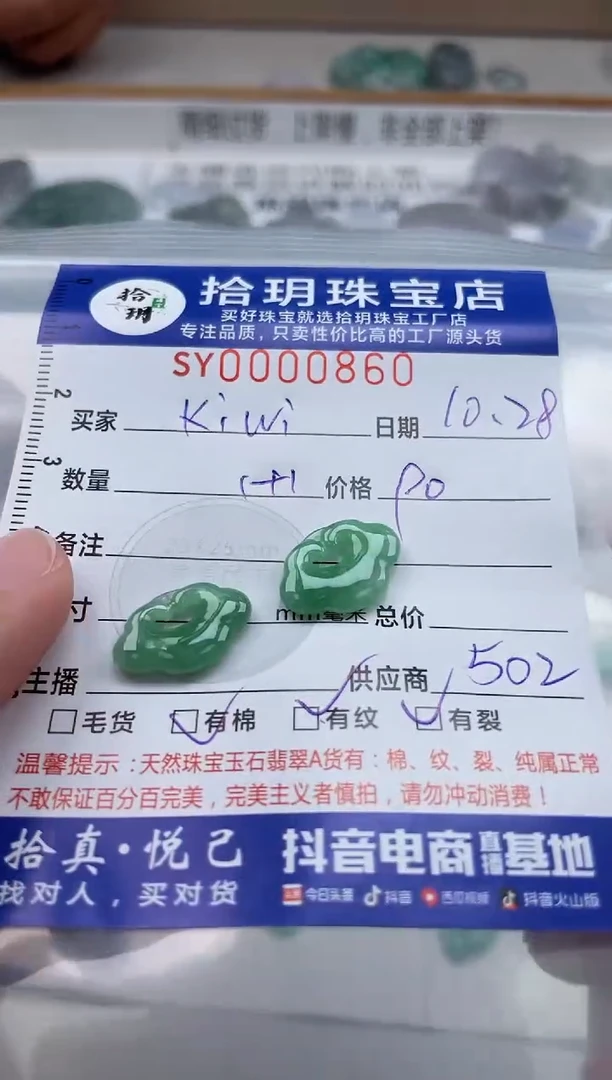 拾玥
拾玥珠宝店
买好珠宝就选拾玥珠宝工厂店
专注品质，只卖性价比高的工厂源头货
SY0000860
买家 Kiwi 日期 10.28
数量 1+1 价格
备注
寸 mm毫米 总价
主播 供应商 502
毛货 有棉 有纹 有裂
温馨提示：天然珠宝玉石翡翠A货有：棉、纹、裂、纯属正常
不敢保证百分百完美，完美主义者慎拍，请勿冲动消费！
拾真·悦己 抖音电商直播基地
找对人，买对货 今日头条 抖音 西瓜视频 抖音火山版
0
1
2
3